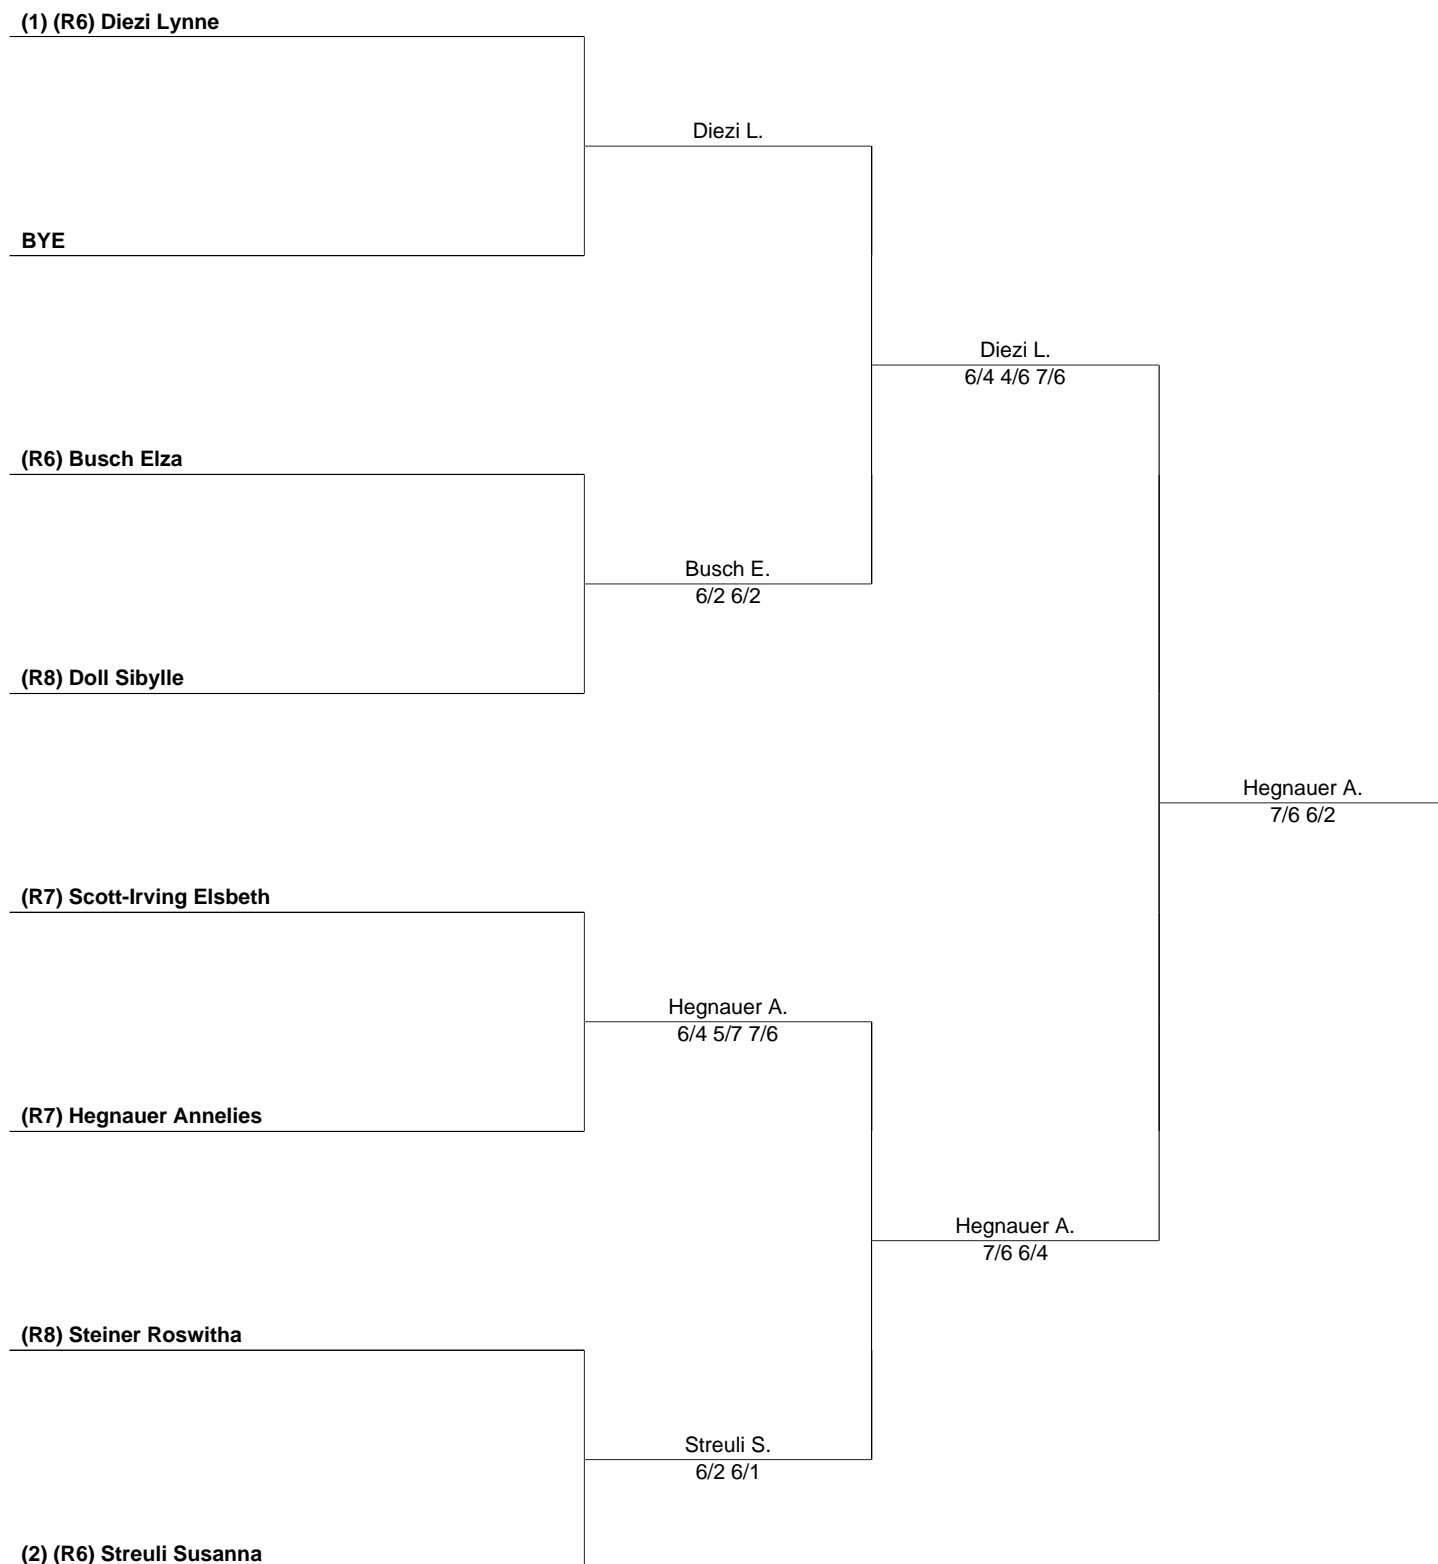 (1) (R6) Diezi Lynne
Diezi L.
BYE
Diezi L.
6/4 4/6 7/6
(R6) Busch Elza
Busch E.
6/2 6/2
(R8) Doll Sibylle
Hegnauer A.
7/6 6/2
(R7) Scott-Irving Elsbeth
Hegnauer A.
6/4 5/7 7/6
(R7) Hegnauer Annelies
Hegnauer A.
7/6 6/4
(R8) Steiner Roswitha
Streuli S.
6/2 6/1
(2) (R6) Streuli Susanna